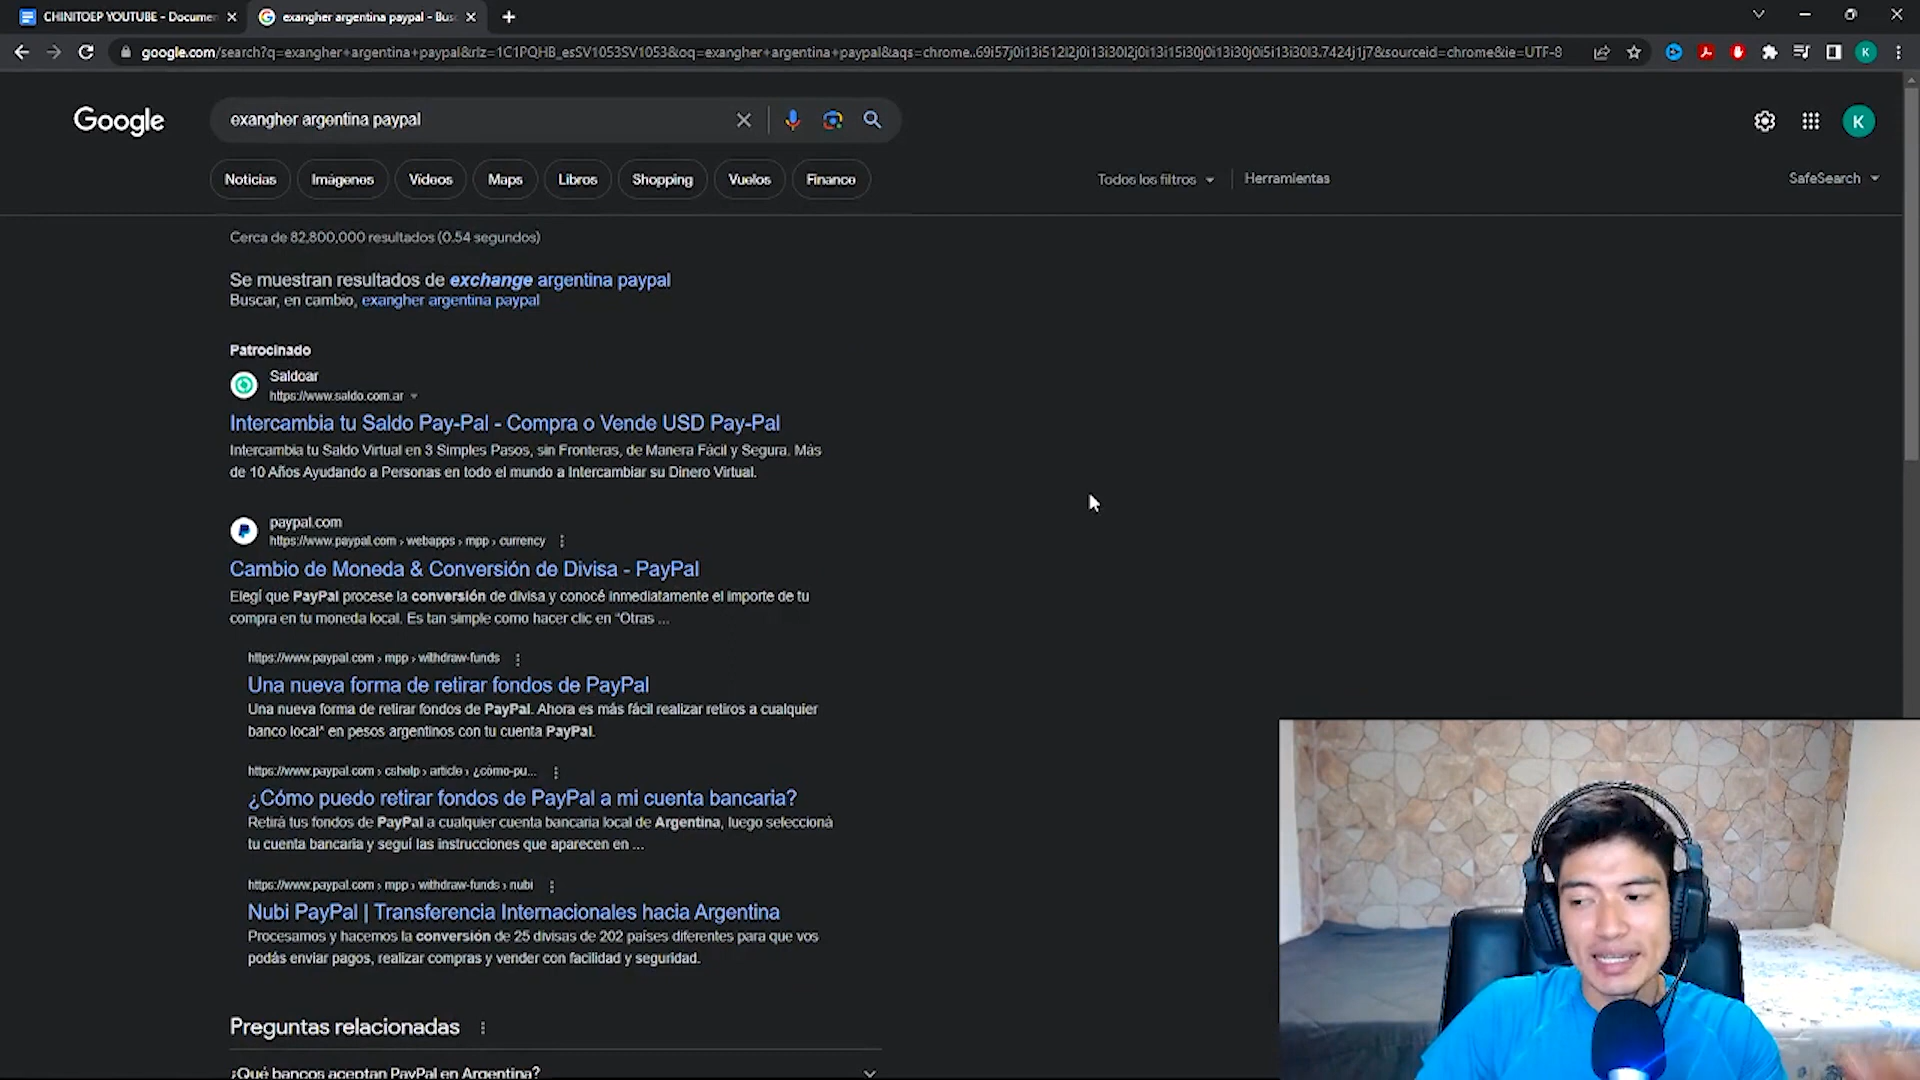 CHINITOEP YOUTUBE - Documen
exangher argentina paypal - Bus
google.com/search?q=exangher+argentina+paypal&rlz=1C1PQHB_esSV1053SV1053&oq=exangher+argentina+paypal&aqs=chrome..69i57j0i13i512l2j0i13i30l2j0i13i15i30j0i13i30j0i5i13i30l3.7424j1j7&sourceid=chrome&ie=UTF-8
K
Google
exangher argentina paypal
K
Noticias
Imágenes
Videos
Maps
Libros
Shopping
Vuelos
Finance
Todos los filtros
Herramientas
SafeSearch
Cerca de 82,800,000 resultados (0.54 segundos)
Se muestran resultados de exchange argentina paypal
Buscar, en cambio, exangher argentina paypal
Patrocinado
Saldoar
https://www.saldo.com.ar
Intercambia tu Saldo Pay-Pal - Compra o Vende USD Pay-Pal
Intercambia tu Saldo Virtual en 3 Simples Pasos, sin Fronteras, de Manera Fácil y Segura. Más
de 10 Años Ayudando a Personas en todo el mundo a Intercambiar su Dinero Virtual.
paypal.com
https://www.paypal.com › webapps › mpp › currency
Cambio de Moneda & Conversión de Divisa - PayPal
Elegí que PayPal procese la conversión de divisa y conocé inmediatamente el importe de tu
compra en tu moneda local. Es tan simple como hacer clic en “Otras ...
https://www.paypal.com › mpp › withdraw-funds
Una nueva forma de retirar fondos de PayPal
Una nueva forma de retirar fondos de PayPal. Ahora es más fácil realizar retiros a cualquier
banco local* en pesos argentinos con tu cuenta PayPal.
https://www.paypal.com › cshelp › article › ¿cómo-pu...
¿Cómo puedo retirar fondos de PayPal a mi cuenta bancaria?
Retirá tus fondos de PayPal a cualquier cuenta bancaria local de Argentina, luego seleccioná
tu cuenta bancaria y seguí las instrucciones que aparecen en ...
https://www.paypal.com › mpp › withdraw-funds › nubi
Nubi PayPal | Transferencia Internacionales hacia Argentina
Procesamos y hacemos la conversión de 25 divisas de 202 países diferentes para que vos
podás enviar pagos, realizar compras y vender con facilidad y seguridad.
Preguntas relacionadas
¿Qué bancos aceptan PayPal en Argentina?